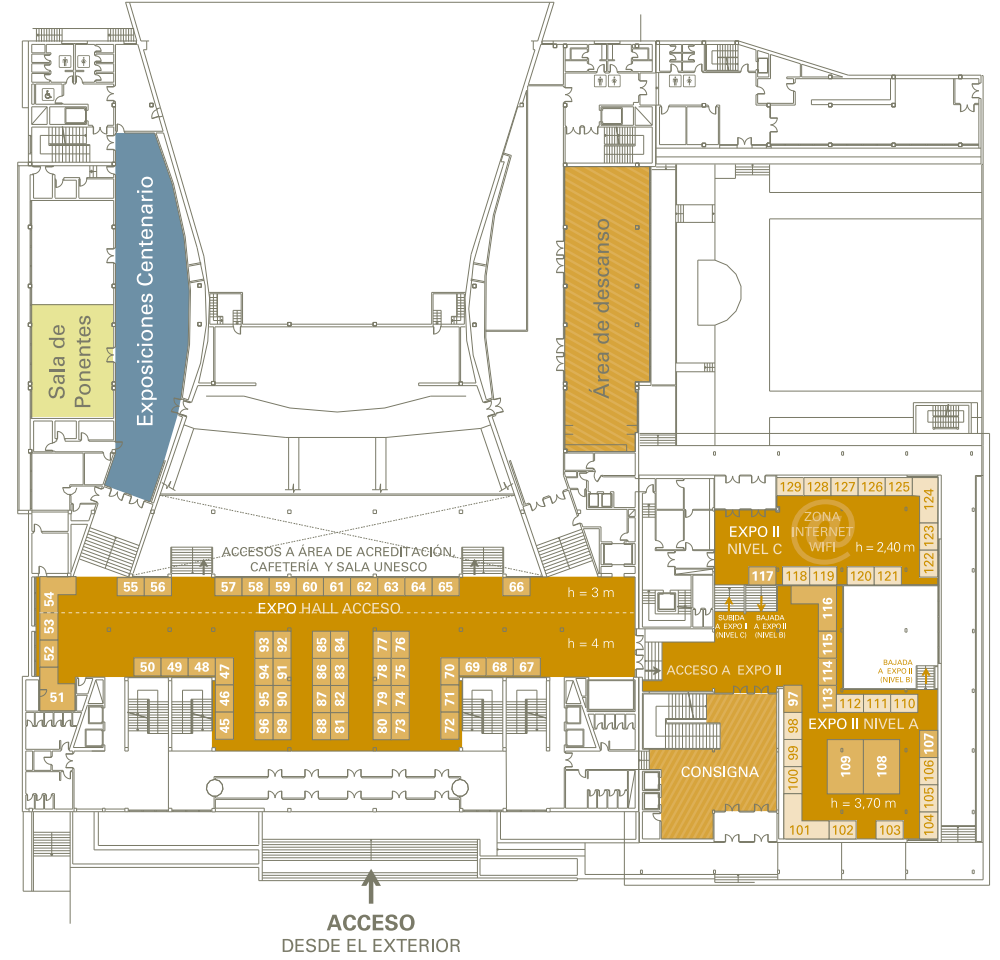 Exposiciones Centenario
Sala de
Ponentes
Área de descanso
129 128 127 126 125
124
123
122
EXPO II
NIVEL C
ZONA
INTERNET
WIFI
h = 2,40 m
117 118 119 120 121
ACCESOS A ÁREA DE ACREDITACIÓN,
CAFETERÍA Y SALA UNESCO
55 56 57 58 59 60 61 62 63 64 65 66
h = 3 m
EXPO HALL ACCESO
h = 4 m
54
53
52
51
50 49 48
47
46
45
93 92
94 91
95 90
96 89
85 84
86 83
87 82
88 81
77 76
78 75
79 74
80 73
70
71
72
69 68 67
SUBIDA
A EXPO II
(NIVEL C)
BAJADA
A EXPO II
(NIVEL B)
116
115
114
113
ACCESO A EXPO II
BAJADA
A EXPO II
(NIVEL B)
112 111 110
EXPO II NIVEL A
97
98
99
100
101 102 103
104
105
106
107
109 108
h = 3,70 m
CONSIGNA
ACCESO
DESDE EL EXTERIOR